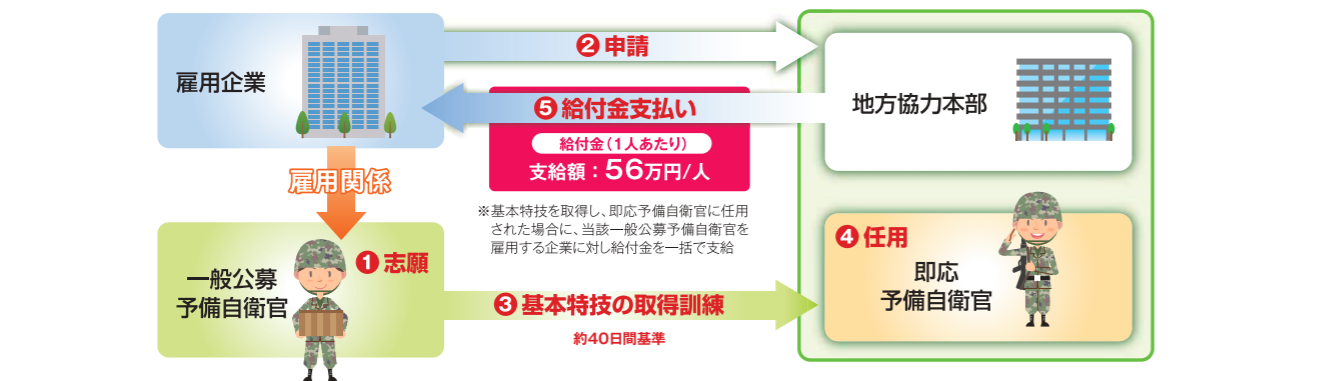 雇用企業
❷申請
地方協力本部
❺給付金支払い
給付金(1人あたり)
支給額:56万円/人
雇用関係
※基本特技を取得し、即応予備自衛官に任用
された場合に、当該一般公募予備自衛官を
雇用する企業に対し給付金を一括で支給
❶志願
一般公募
予備自衛官
❸基本特技の取得訓練
約40日間基準
❹任用
即応
予備自衛官